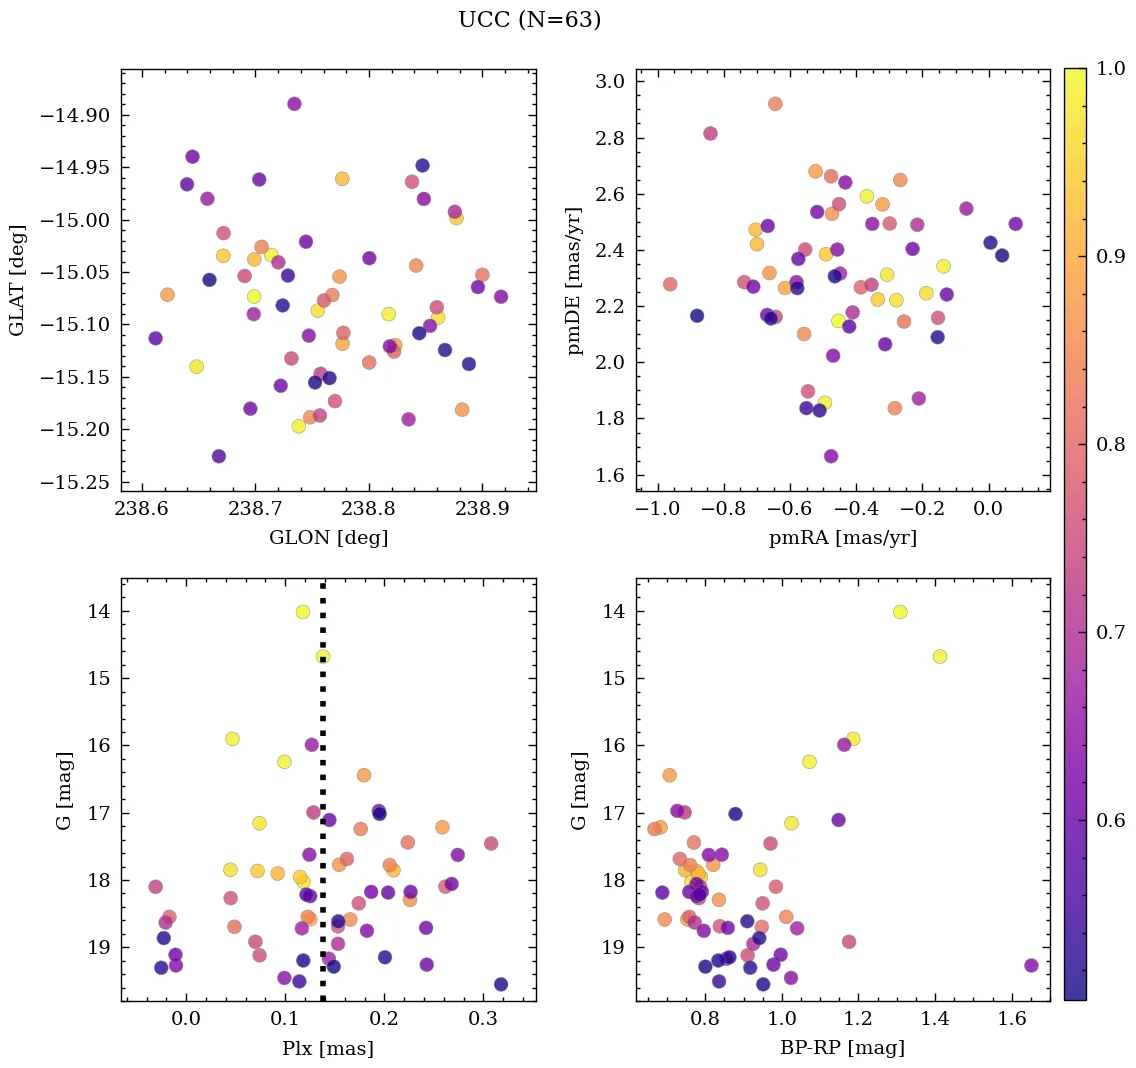 UCC (N=63)
−14.90
−14.95
−15.00
−15.05
−15.10
−15.15
−15.20
−15.25
GLAT [deg]
238.6 238.7 238.8 238.9
GLON [deg]
3.0
2.8
2.6
2.4
2.2
2.0
1.8
1.6
pmDE [mas/yr]
−1.0 −0.8 −0.6 −0.4 −0.2 0.0
pmRA [mas/yr]
1.0
0.9
0.8
0.7
0.6
14
15
16
17
18
19
G [mag]
0.0 0.1 0.2 0.3
Plx [mas]
14
15
16
17
18
19
G [mag]
0.8 1.0 1.2 1.4 1.6
BP-RP [mag]